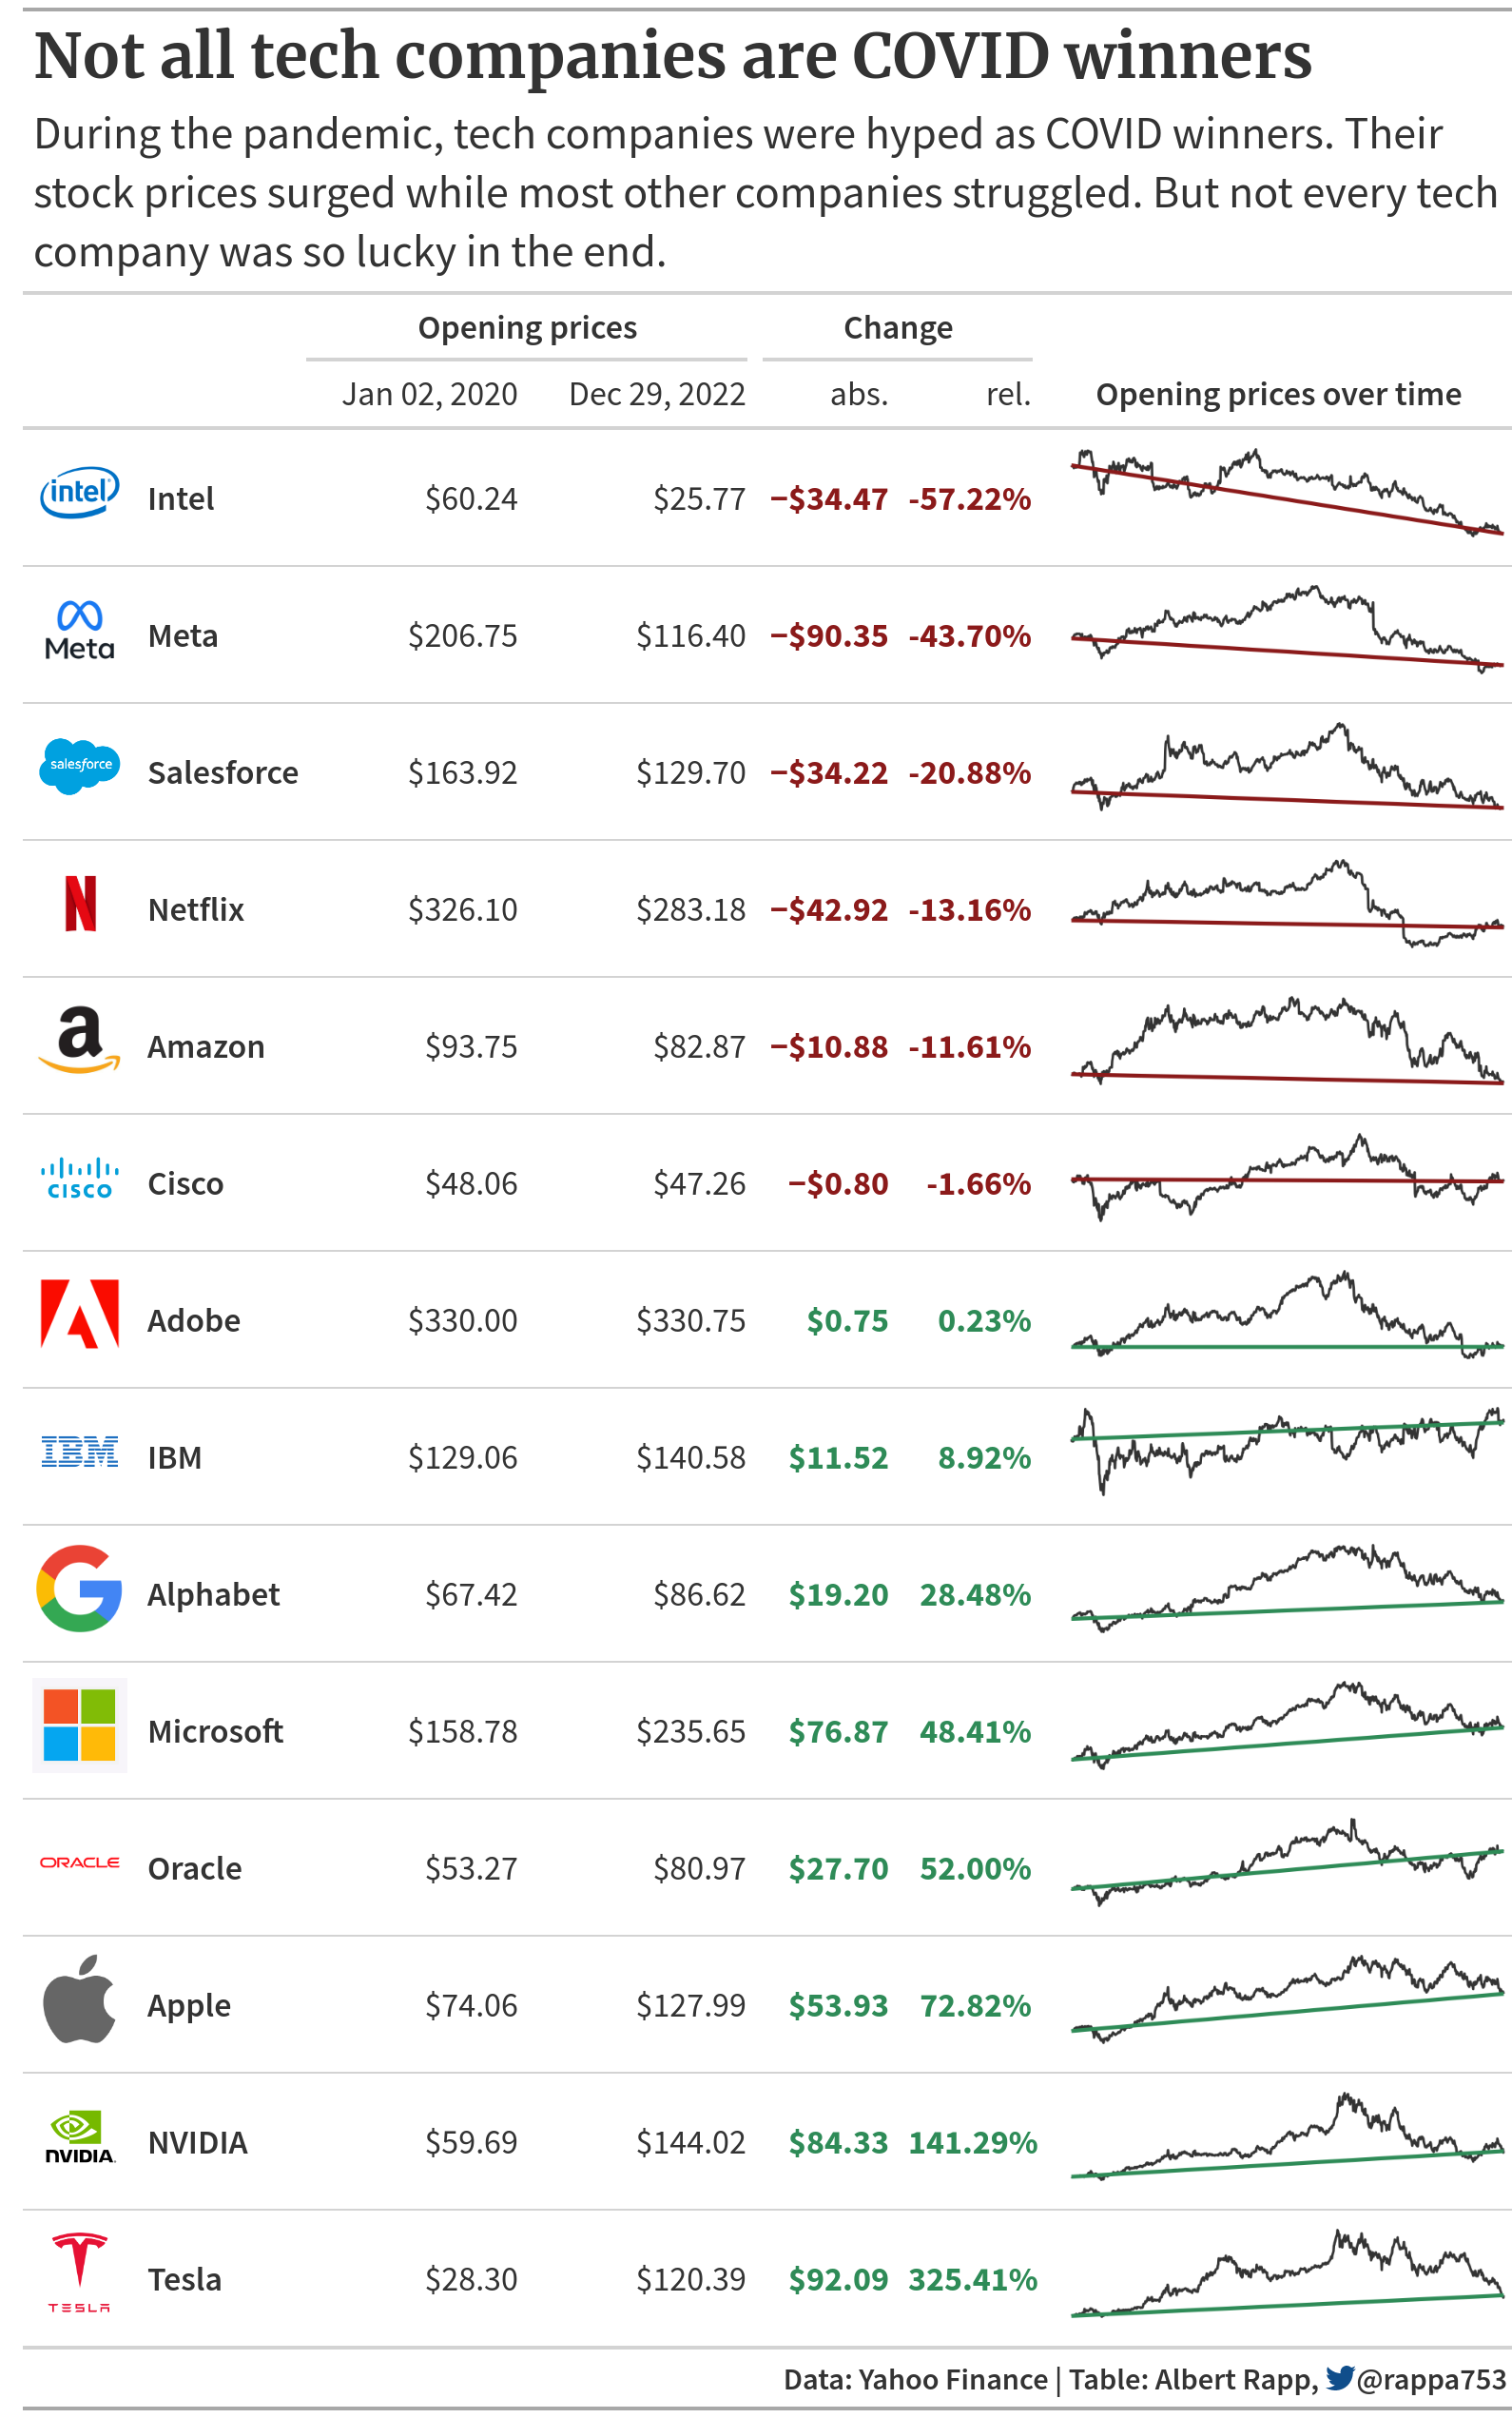 Not all tech companies are COVID winners
During the pandemic, tech companies were hyped as COVID winners. Their
stock prices surged while most other companies struggled. But not every tech
company was so lucky in the end.
Opening prices Change
Jan 02, 2020 Dec 29, 2022 abs. rel. Opening prices over time
intel Intel $60.24 $25.77 −$34.47 -57.22%
Meta Meta $206.75 $116.40 −$90.35 -43.70%
salesforce Salesforce $163.92 $129.70 −$34.22 -20.88%
N Netflix $326.10 $283.18 −$42.92 -13.16%
a Amazon $93.75 $82.87 −$10.88 -11.61%
CISCO Cisco $48.06 $47.26 −$0.80 -1.66%
Adobe $330.00 $330.75 $0.75 0.23%
IBM IBM $129.06 $140.58 $11.52 8.92%
G Alphabet $67.42 $86.62 $19.20 28.48%
Microsoft $158.78 $235.65 $76.87 48.41%
ORACLE Oracle $53.27 $80.97 $27.70 52.00%
Apple $74.06 $127.99 $53.93 72.82%
NVIDIA. NVIDIA $59.69 $144.02 $84.33 141.29%
TESLA Tesla $28.30 $120.39 $92.09 325.41%
Data: Yahoo Finance | Table: Albert Rapp, @rappa753